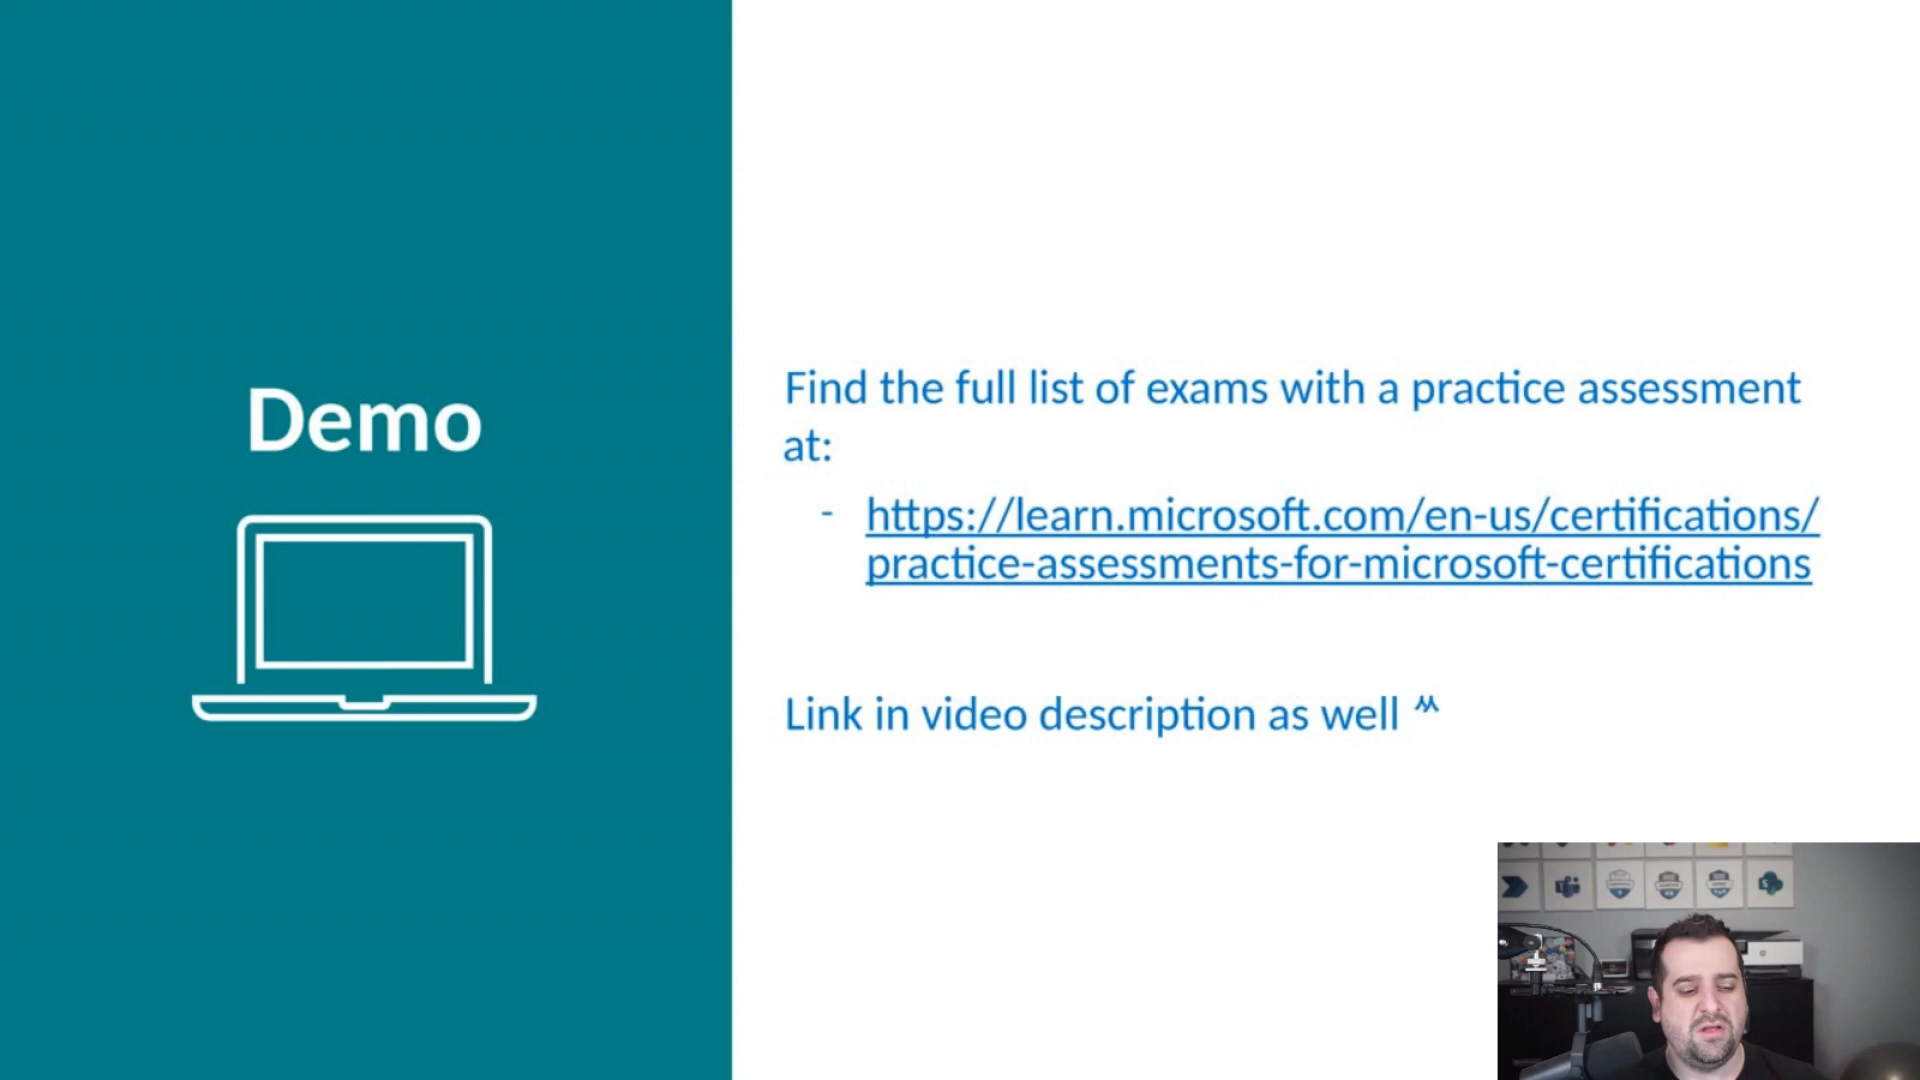 Demo
Find the full list of exams with a practice assessment
at:
- https://learn.microsoft.com/en-us/certifications/
practice-assessments-for-microsoft-certifications
Link in video description as well ^^